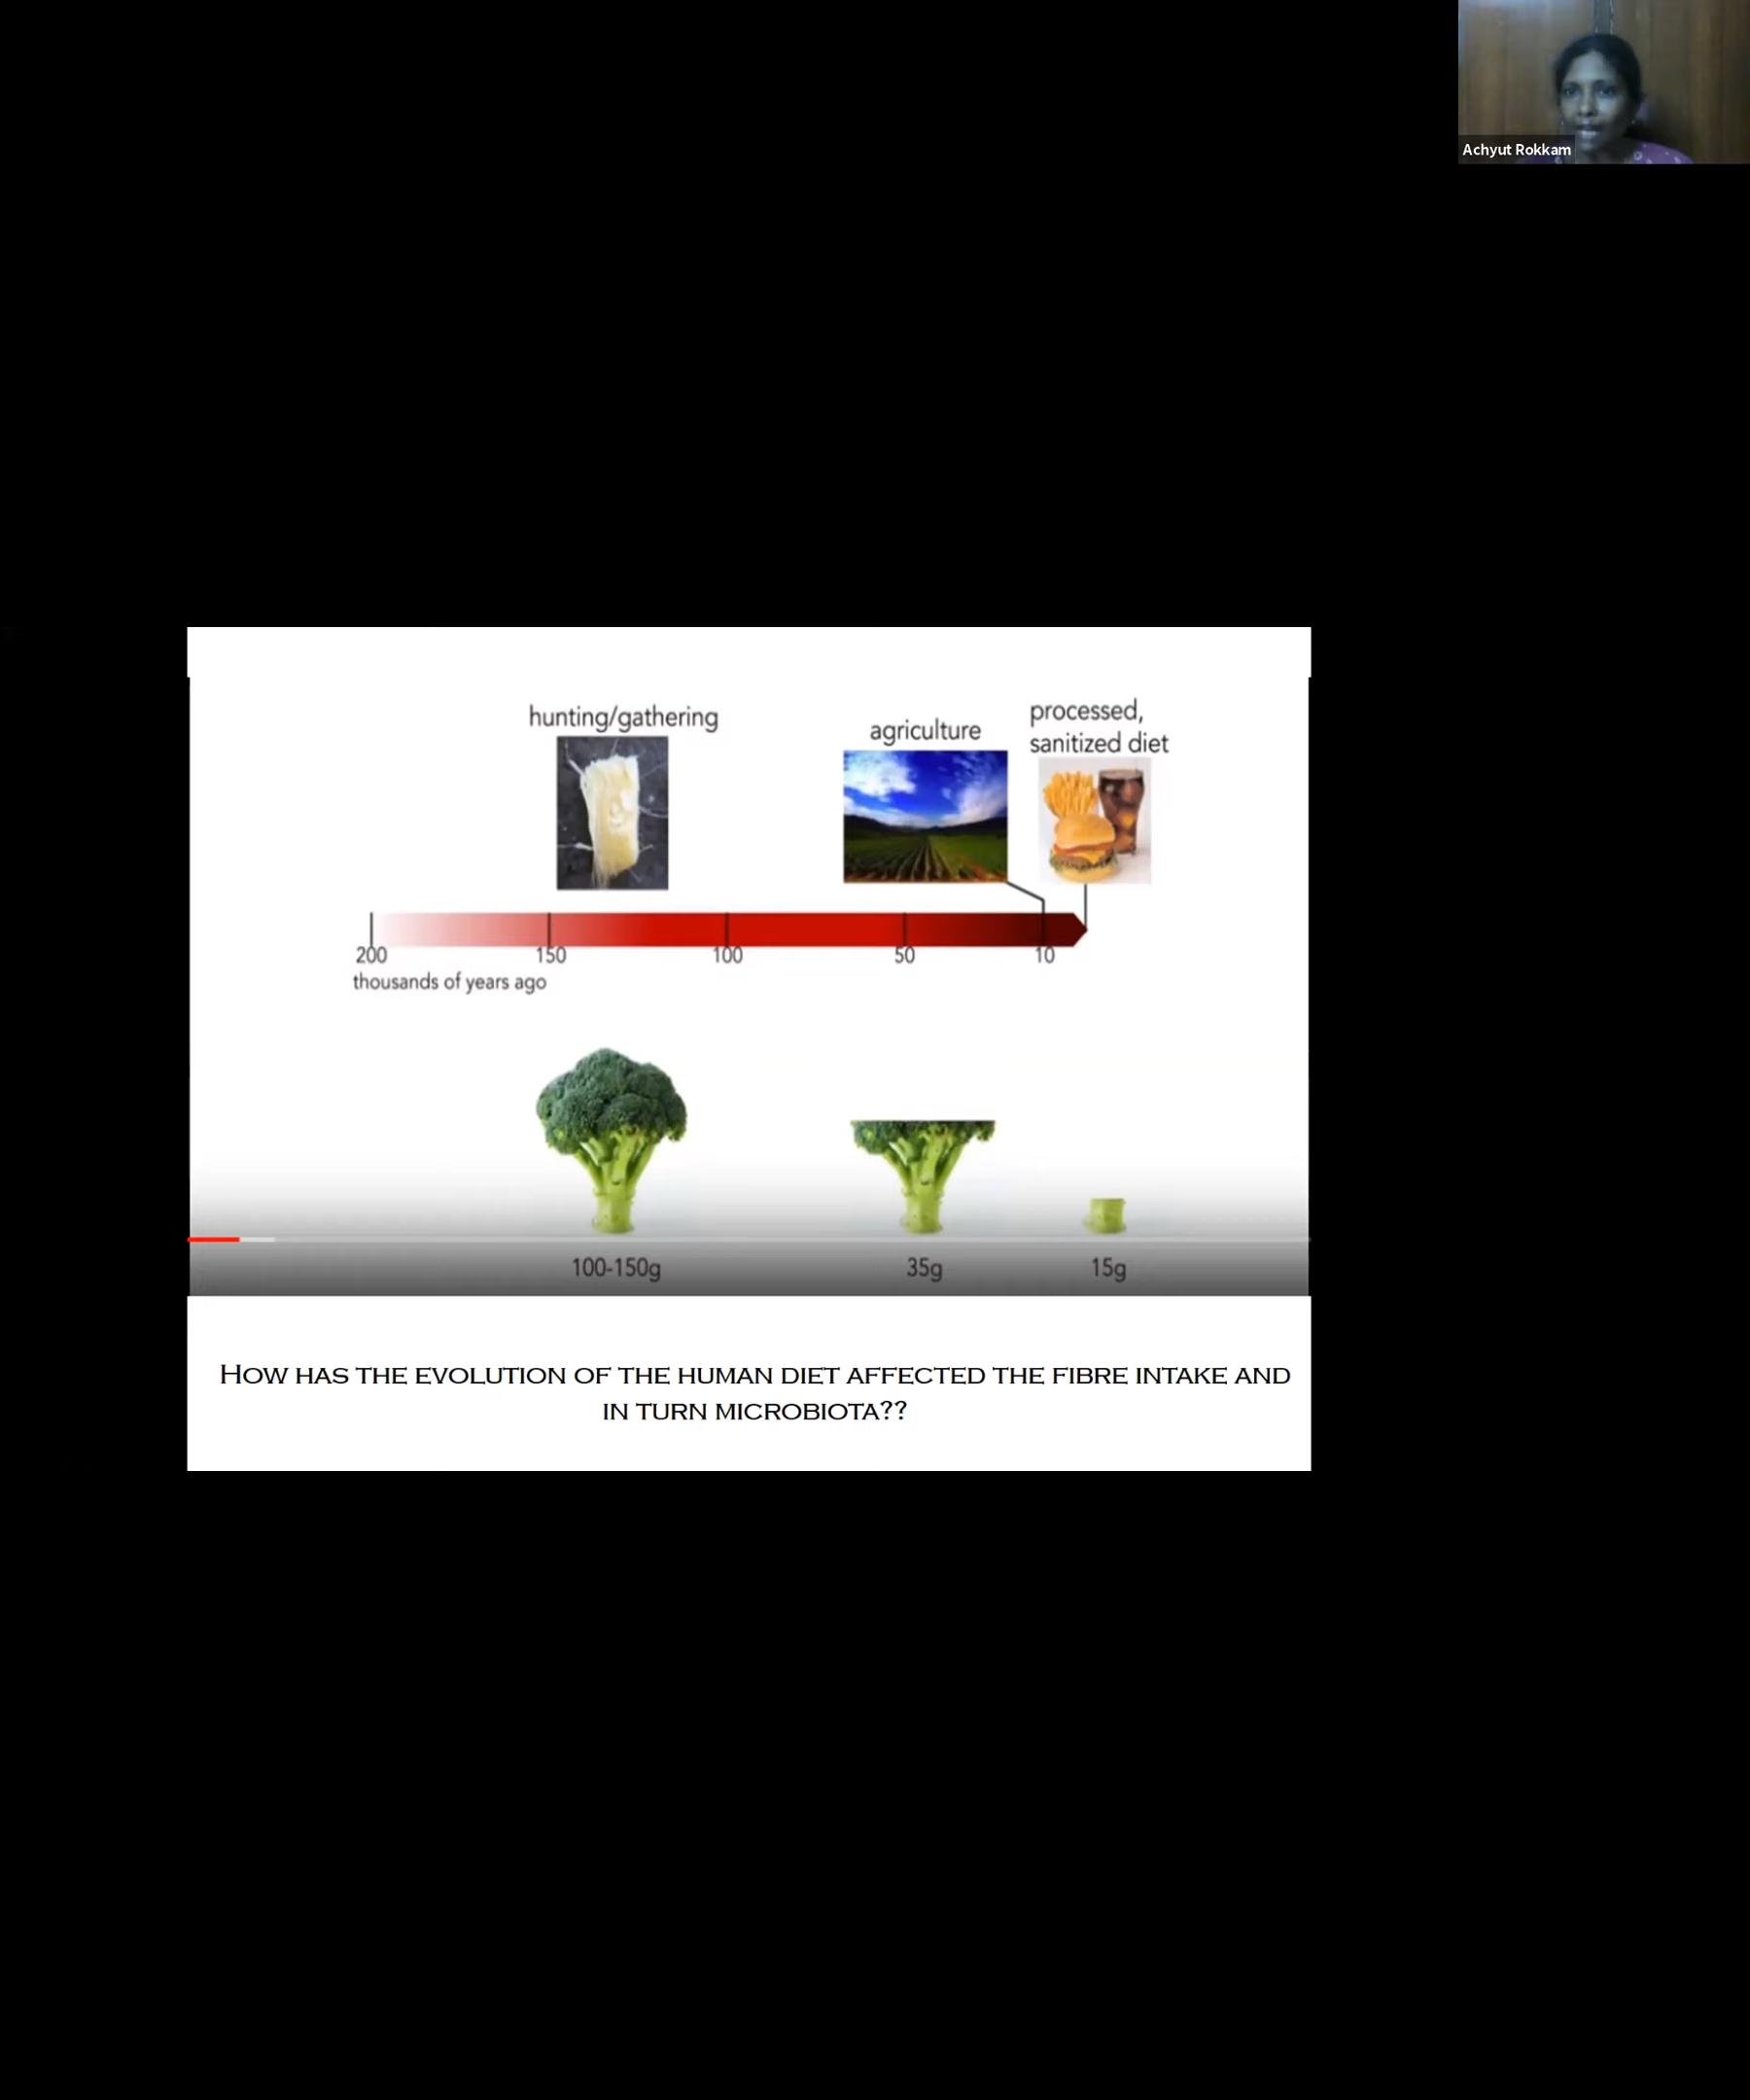 Achyut Rokkam
hunting/gathering
agriculture
processed,
sanitized diet
200
150
100
50
10
thousands of years ago
100-150g
35g
15g
HOW HAS THE EVOLUTION OF THE HUMAN DIET AFFECTED THE FIBRE INTAKE AND
IN TURN MICROBIOTA??